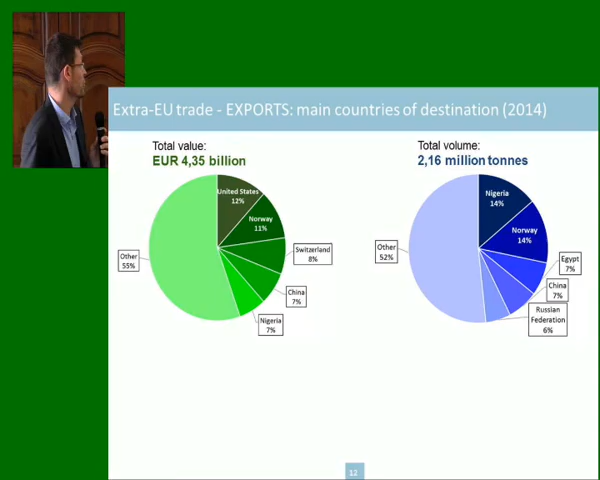 Extra-EU trade - EXPORTS: main countries of destination (2014)
Total value:
EUR 4,35 billion
United States
12%
Norway
11%
Switzerland
8%
China
7%
Nigeria
7%
Other
55%
Total volume:
2,16 million tonnes
Nigeria
14%
Norway
14%
Egypt
7%
China
7%
Russian
Federation
6%
Other
52%
12